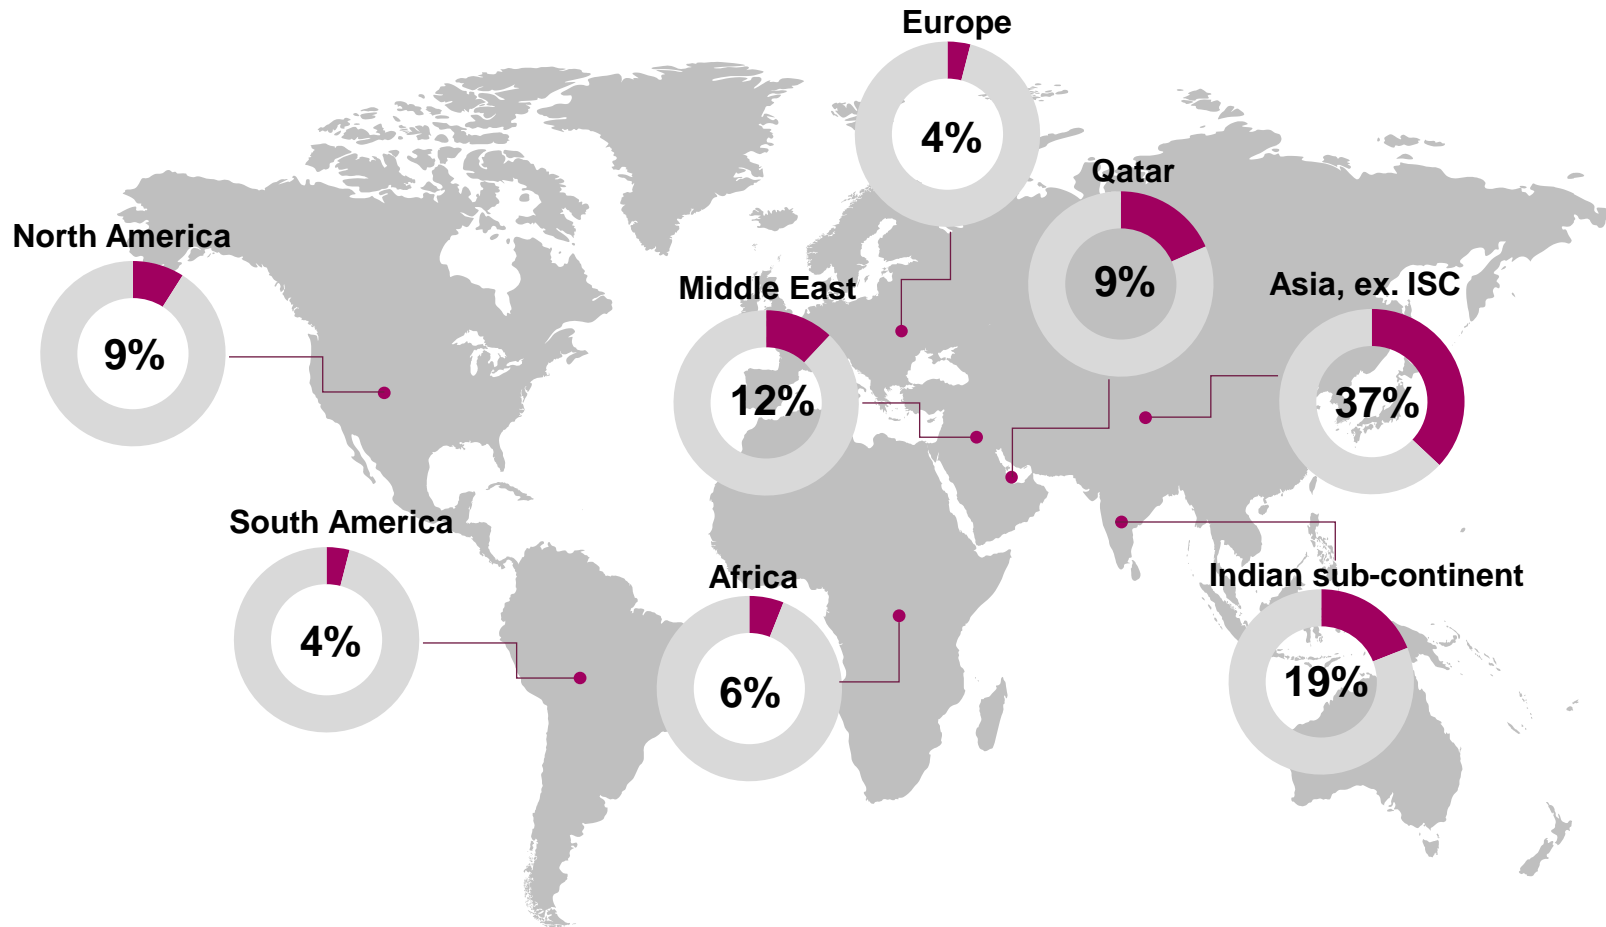 Europe
4%
Qatar
9%
North America
9%
Middle East
12%
Asia, ex. ISC
37%
South America
4%
Africa
6%
Indian sub-continent
19%